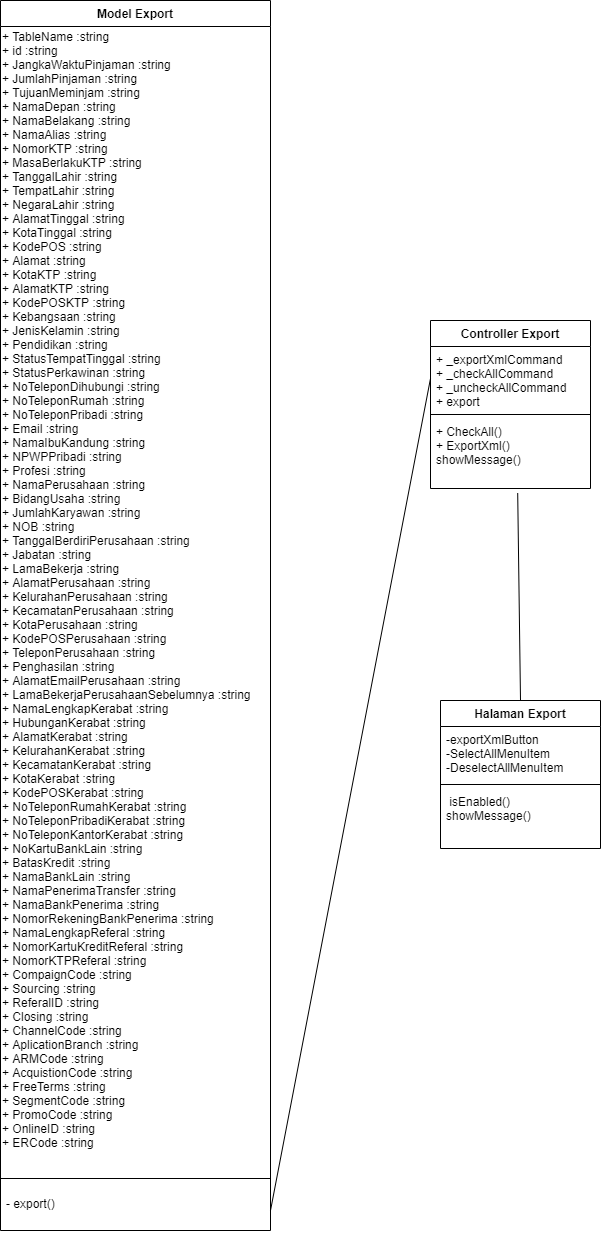 Model Export
+ TableName :string
+ id :string
+ JangkaWaktuPinjaman :string
+ JumlahPinjaman :string
+ TujuanMeminjam :string
+ NamaDepan :string
+ NamaBelakang :string
+ NamaAlias :string
+ NomorKTP :string
+ MasaBerlakuKTP :string
+ TanggalLahir :string
+ TempatLahir :string
+ NegaraLahir :string
+ AlamatTinggal :string
+ KotaTinggal :string
+ KodePOS :string
+ Alamat :string
+ KotaKTP :string
+ AlamatKTP :string
+ KodePOSKTP :string
+ Kebangsaan :string
+ JenisKelamin :string
+ Pendidikan :string
+ StatusTempatTinggal :string
+ StatusPerkawinan :string
+ NoTeleponDihubungi :string
+ NoTeleponRumah :string
+ NoTeleponPribadi :string
+ Email :string
+ NamaIbuKandung :string
+ NPWPPribadi :string
+ Profesi :string
+ NamaPerusahaan :string
+ BidangUsaha :string
+ JumlahKaryawan :string
+ NOB :string
+ TanggalBerdiriPerusahaan :string
+ Jabatan :string
+ LamaBekerja :string
+ AlamatPerusahaan :string
+ KelurahanPerusahaan :string
+ KecamatanPerusahaan :string
+ KotaPerusahaan :string
+ KodePOSPerusahaan :string
+ TeleponPerusahaan :string
+ Penghasilan :string
+ AlamatEmailPerusahaan :string
+ LamaBekerjaPerusahaanSebelumnya :string
+ NamaLengkapKerabat :string
+ HubunganKerabat :string
+ AlamatKerabat :string
+ KelurahanKerabat :string
+ KecamatanKerabat :string
+ KotaKerabat :string
+ KodePOSKerabat :string
+ NoTeleponRumahKerabat :string
+ NoTeleponPribadiKerabat :string
+ NoTeleponKantorKerabat :string
+ NoKartuBankLain :string
+ BatasKredit :string
+ NamaBankLain :string
+ NamaPenerimaTransfer :string
+ NamaBankPenerima :string
+ NomorRekeningBankPenerima :string
+ NamaLengkapReferal :string
+ NomorKartuKreditReferal :string
+ NomorKTPReferal :string
+ CompaignCode :string
+ Sourcing :string
+ ReferalID :string
+ Closing :string
+ ChannelCode :string
+ AplicationBranch :string
+ ARMCode :string
+ AcquistionCode :string
+ FreeTerms :string
+ SegmentCode :string
+ PromoCode :string
+ OnlineID :string
+ ERCode :string
- export()
Controller Export
+ _exportXmlCommand
+ _checkAllCommand
+ _uncheckAllCommand
+ export
+ CheckAll()
+ ExportXml()
showMessage()
Halaman Export
-exportXmlButton
-SelectAllMenuItem
-DeselectAllMenuItem
isEnabled()
showMessage()